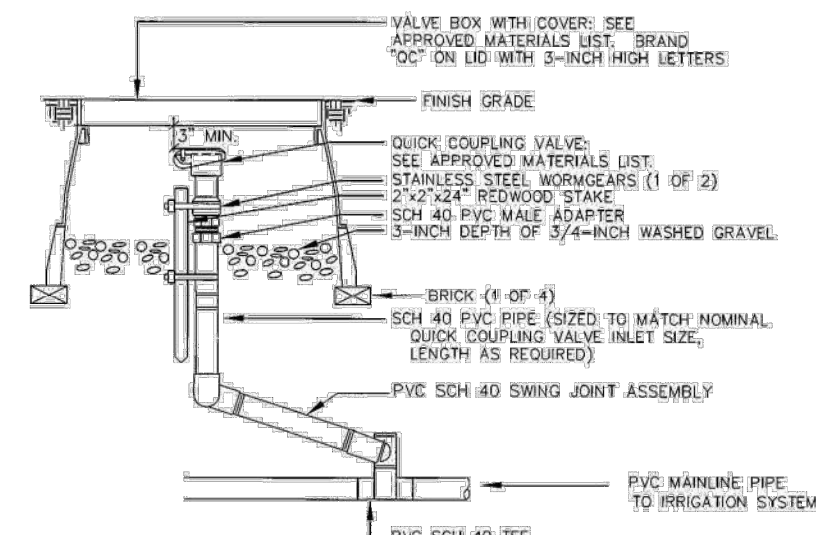 VALVE BOX WITH COVER: SEE
APPROVED MATERIALS LIST. BRAND
"QC" ON LID WITH 3-INCH HIGH LETTERS
FINISH GRADE
3" MIN.
QUICK COUPLING VALVE:
SEE APPROVED MATERIALS LIST.
STAINLESS STEEL WORMGEARS (1 OF 2)
2"x2"x24" REDWOOD STAKE
SCH 40 PVC MALE ADAPTER
3-INCH DEPTH OF 3/4-INCH WASHED GRAVEL
BRICK (1 OF 4)
SCH 40 PVC PIPE (SIZED TO MATCH NOMINAL
QUICK COUPLING VALVE INLET SIZE,
LENGTH AS REQUIRED)
PVC SCH 40 SWING JOINT ASSEMBLY
PVC MAINLINE PIPE
TO IRRIGATION SYSTEM
PVC SCH 40 TEE